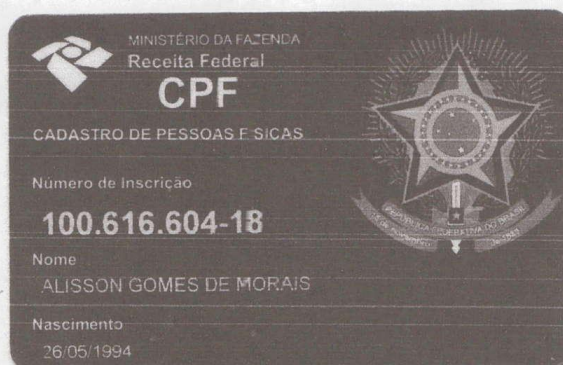 MINISTÉRIO DA FAZENDA
Receita Federal
CPF
CADASTRO DE PESSOAS F SICAS
Número de Inscrição
100.616.604-18
Nome
ALISSON GOMES DE MORAIS
Nascimento
26/05/1994